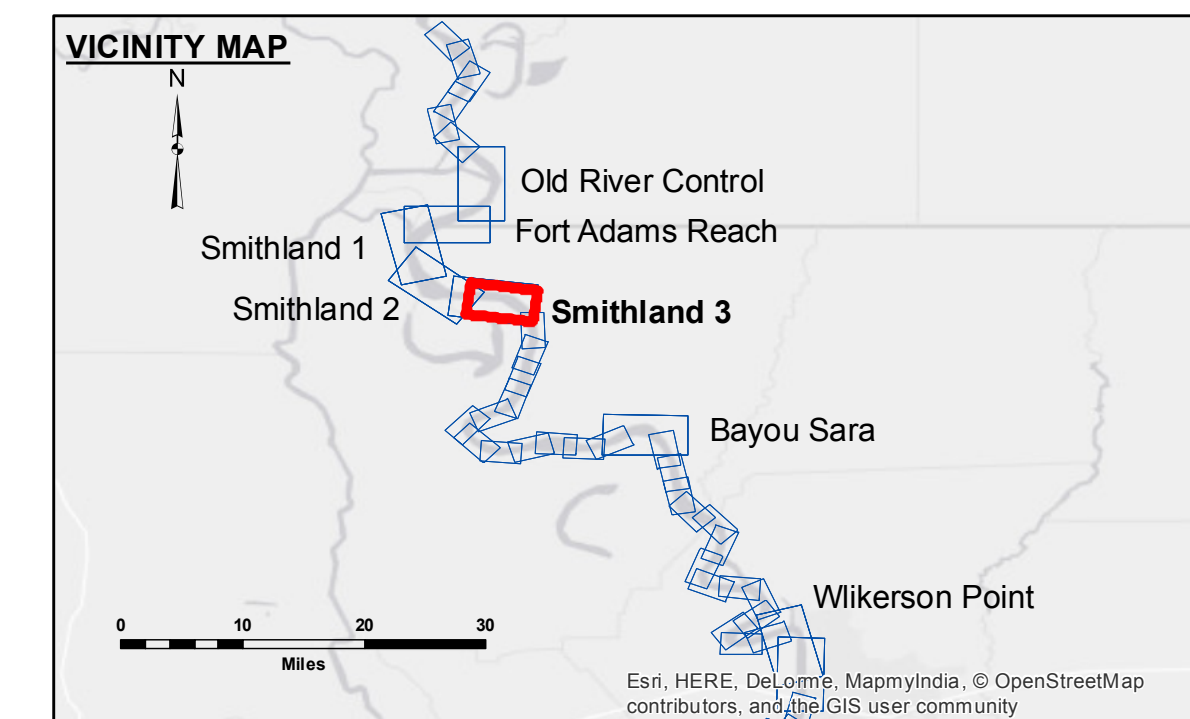 VICINITY MAP
N
Old River Control
Fort Adams Reach
Smithland 1
Smithland 2
Smithland 3
Bayou Sara
Wlikerson Point
0 10 20 30
Miles
Esri, HERE, DeLorme, MapmyIndia, © OpenStreetMap
contributors, and the GIS user community